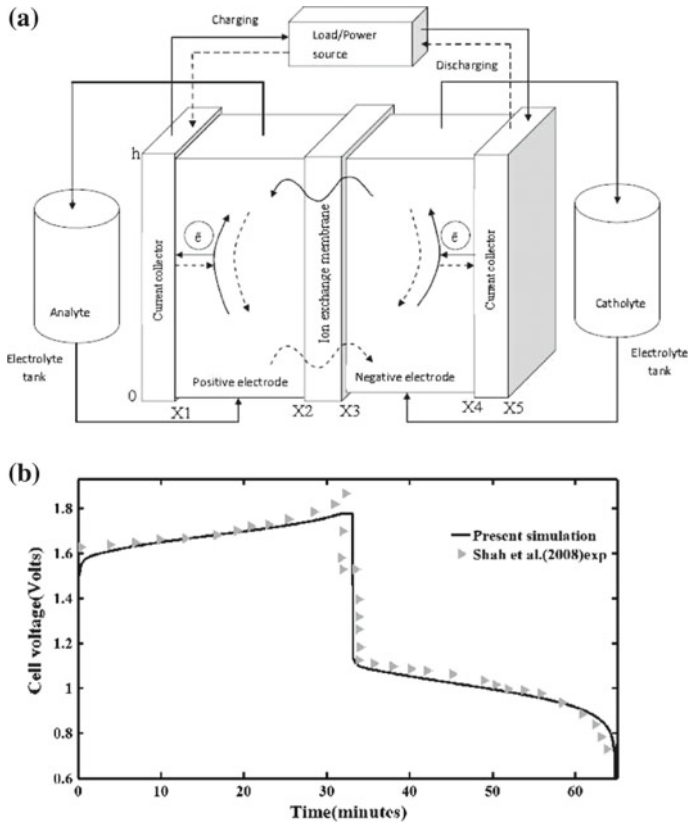 (a)
Charging
Load/Power
source
Discharging
h
Current collector
Analyte
Electrolyte
tank
ē
Ion exchange membrane
ē
Current collector
Catholyte
Electrolyte
tank
Positive electrode
Negative electrode
0
X1
X2
X3
X4
X5
(b)
1.8
1.6
1.4
1.2
1
0.8
0.6
Cell voltage(Volts)
Present simulation
Shah et al.(2008)exp
0
10
20
30
40
50
60
Time(minutes)